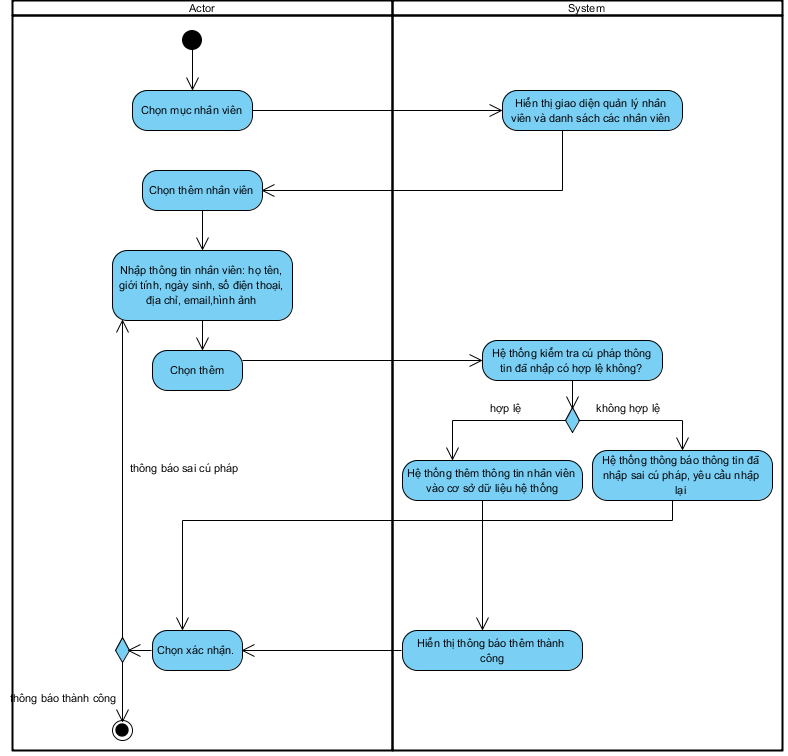 Actor
System
Chọn mục nhân viên
Hiển thị giao diện quản lý nhân
viên và danh sách các nhân viên
Chọn thêm nhân viên
Nhập thông tin nhân viên: họ tên,
giới tính, ngày sinh, số điện thoại,
địa chỉ, email,hình ảnh
Chọn thêm
Hệ thống kiểm tra cú pháp thông
tin đã nhập có hợp lệ không?
hợp lệ
không hợp lệ
Hệ thống thêm thông tin nhân viên
vào cơ sở dữ liệu hệ thống
Hệ thống thông báo thông tin đã
nhập sai cú pháp, yêu cầu nhập
lại
thông báo sai cú pháp
Chọn xác nhận.
Hiển thị thông báo thêm thành
công
thông báo thành công